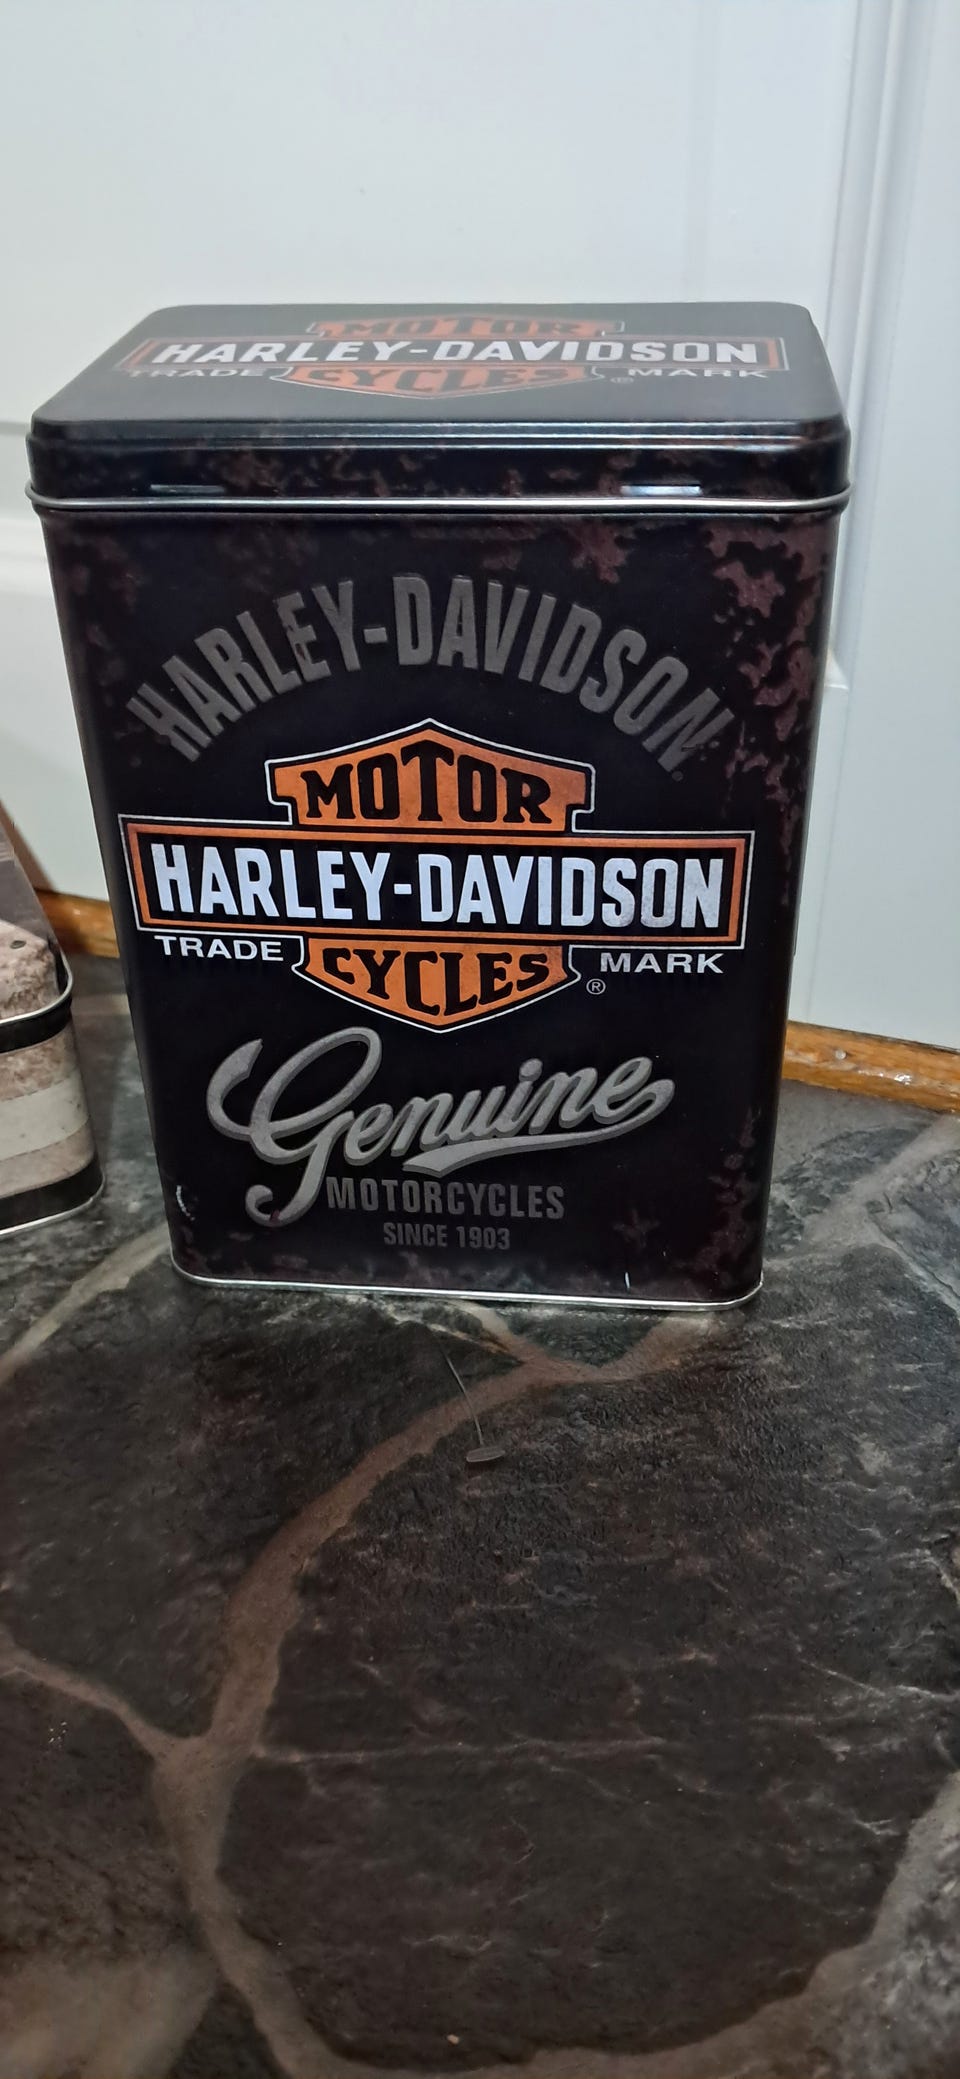 MOTOR
HARLEY-DAVIDSON
TRADE CYCLES ® MARK
HARLEY-DAVIDSON
MOTOR
HARLEY-DAVIDSON
TRADE CYCLES ® MARK
Genuine
MOTORCYCLES
SINCE 1903